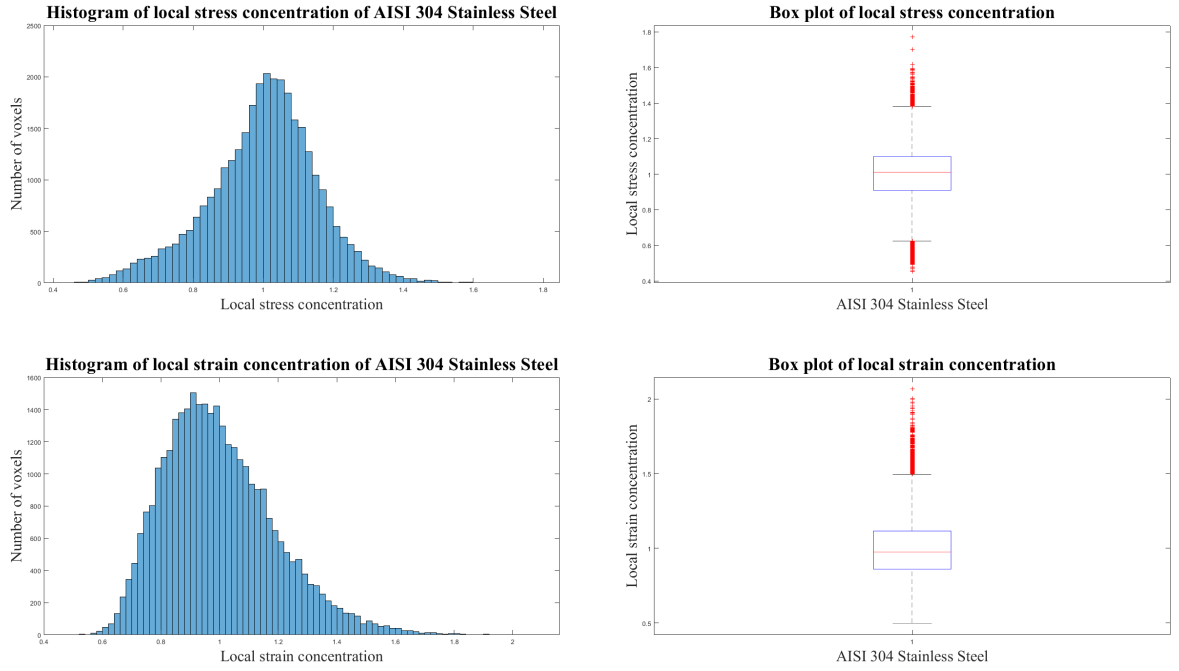 Histogram of local stress concentration of AISI 304 Stainless Steel
2500
2000
1500
1000
500
0
Number of voxels
0.4 0.6 0.8 1 1.2 1.4 1.6 1.8
Local stress concentration
Box plot of local stress concentration
1.8
1.6
1.4
1.2
1
0.8
0.6
0.4
Local stress concentration
1
AISI 304 Stainless Steel
Histogram of local strain concentration of AISI 304 Stainless Steel
1600
1400
1200
1000
800
600
400
200
0
Number of voxels
0.4 0.6 0.8 1 1.2 1.4 1.6 1.8 2
Local strain concentration
Box plot of local strain concentration
2
1.5
1
0.5
Local strain concentration
1
AISI 304 Stainless Steel